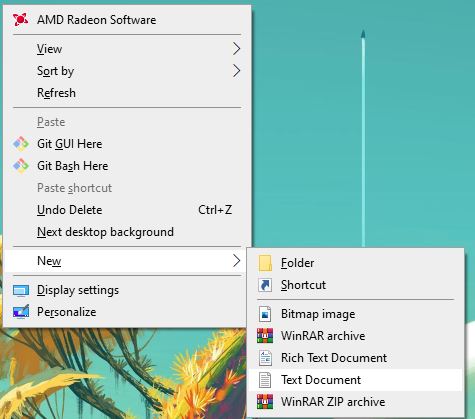 AMD Radeon Software
View
Sort by
Refresh
Paste
Git GUI Here
Git Bash Here
Paste shortcut
Undo Delete Ctrl+Z
Next desktop background
New
Display settings
Personalize
Folder
Shortcut
Bitmap image
WinRAR archive
Rich Text Document
Text Document
WinRAR ZIP archive